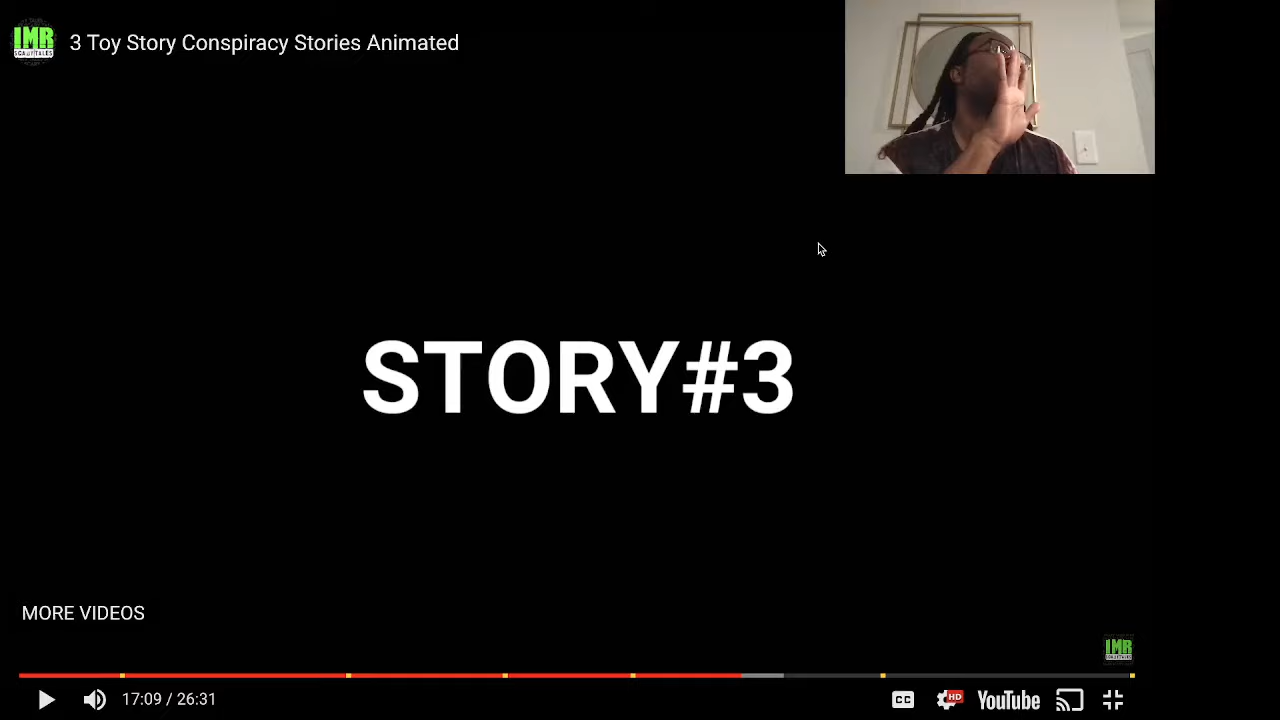 IMR
SCARYTALES
3 Toy Story Conspiracy Stories Animated
STORY#3
MORE VIDEOS
IMR
17:09 / 26:31
CC
HD
YouTube